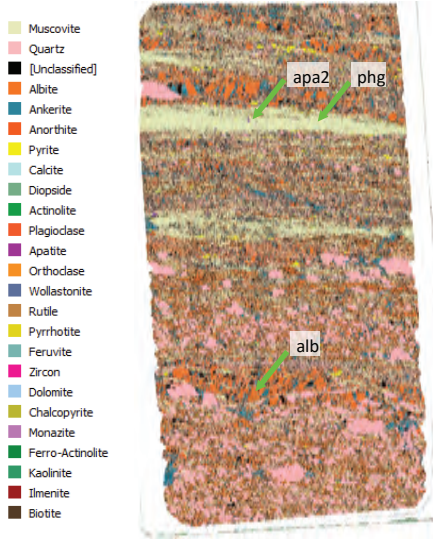 Muscovite
Quartz
[Unclassified]
Albite
Ankerite
Anorthite
Pyrite
Calcite
Diopside
Actinolite
Plagioclase
Apatite
Orthoclase
Wollastonite
Rutile
Pyrrhotite
Feruvite
Zircon
Dolomite
Chalcopyrite
Monazite
Ferro-Actinolite
Kaolinite
Ilmenite
Biotite
apa2
phg
alb